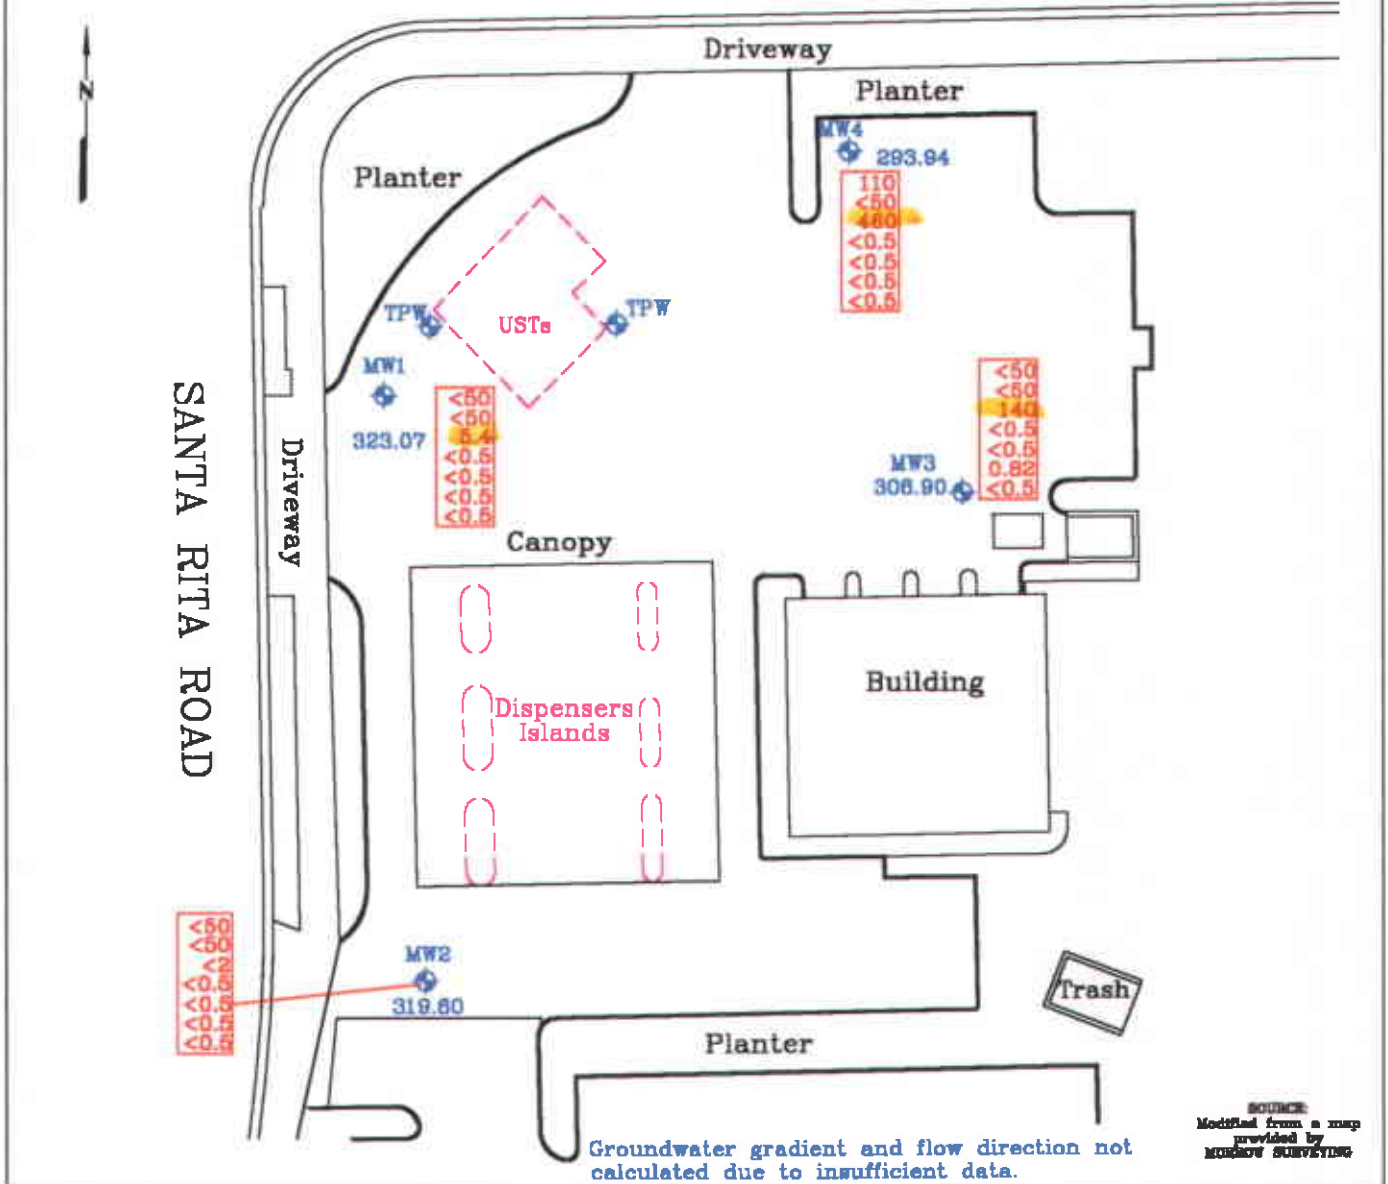 Driveway
Planter
N
MW4
293.94
110
<50
480
<0.5
<0.5
<0.5
<0.5
Planter
TPW
USTs
TPW
MW1
323.07
<50
<50
5.4
<0.5
<0.5
<0.5
<0.5
<50
<50
140
<0.5
<0.5
0.82
<0.5
MW3
306.90
SANTA RITA ROAD
Driveway
Canopy
Dispensers
Islands
Building
<50
<50
<2
<0.5
<0.5
<0.5
<0.5
MW2
319.60
Trash
Planter
Groundwater gradient and flow direction not
calculated due to insufficient data.
SOURCE:
Modified from a map
provided by
MORROW SURVEYING